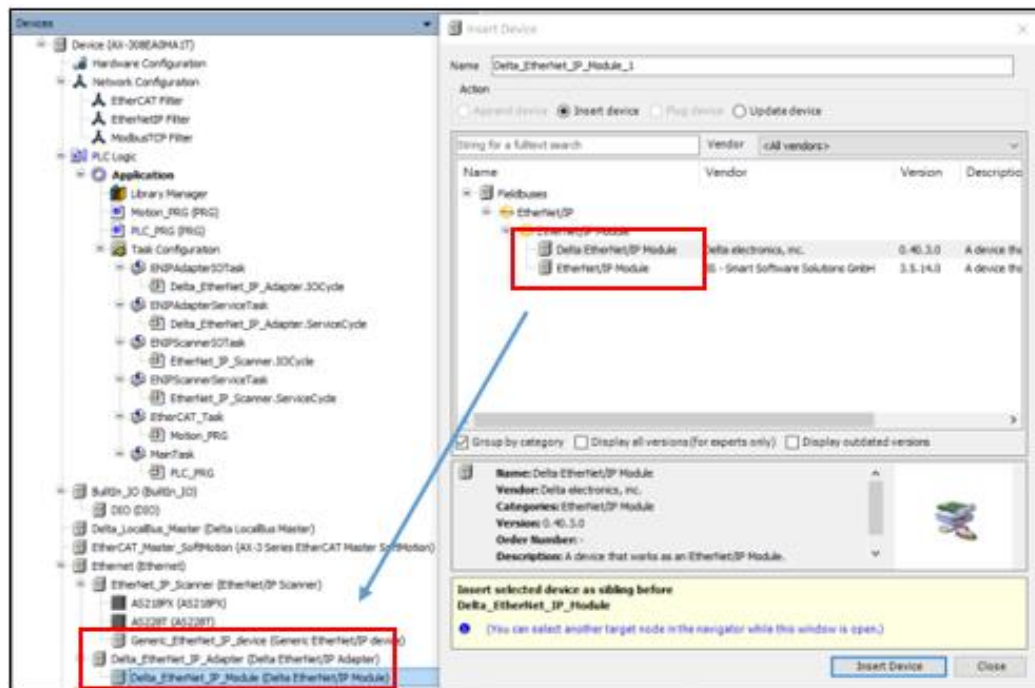 Devices
Device (AX-308EA0MA1T)
Hardware Configuration
Network Configuration
EtherCAT Filter
EtherNetIP Filter
ModbusTCP Filter
PLC Logic
Application
Library Manager
Motion_PRG (PRG)
PLC_PRG (PRG)
Task Configuration
ENIPAdapterIOTask
Delta_EtherNet_IP_Adapter.IOCycle
ENIPAdapterServiceTask
Delta_EtherNet_IP_Adapter.ServiceCycle
ENIPScannerIOTask
EtherNet_IP_Scanner.IOCycle
ENIPScannerServiceTask
EtherNet_IP_Scanner.ServiceCycle
EtherCAT_Task
Motion_PRG
MainTask
PLC_PRG
BuiltIn_IO (BuiltIn_IO)
DIO (DIO)
Delta_LocalBus_Master (Delta LocalBus Master)
EtherCAT_Master_SoftMotion (AX-3 Series EtherCAT Master SoftMotion)
Ethernet (Ethernet)
EtherNet_IP_Scanner (EtherNet/IP Scanner)
AS218PX (AS218PX)
AS228T (AS228T)
Generic_EtherNet_IP_device (Generic EtherNet/IP device)
Delta_EtherNet_IP_Adapter (Delta EtherNet/IP Adapter)
Delta_EtherNet_IP_Module (Delta EtherNet/IP Module)
Insert Device
Name Delta_EtherNet_IP_Module_1
Action
Append device Insert device Plug device Update device
String for a fulltext search Vendor <All vendors>
Name Vendor Version Descriptio
Fieldbuses
EtherNet/IP
EtherNet/IP Module
Delta EtherNet/IP Module Delta electronics, inc. 0.40.3.0 A device tha
EtherNet/IP Module - Smart Software Solutions GmbH 3.5.14.0 A device tha
Group by category Display all versions (for experts only) Display outdated versions
Name: Delta EtherNet/IP Module
Vendor: Delta electronics, inc.
Categories: EtherNet/IP Module
Version: 0.40.3.0
Order Number: -
Description: A device that works as an EtherNet/IP Module.
Insert selected device as sibling before
Delta_EtherNet_IP_Module
(You can select another target node in the navigator while this window is open.)
Insert Device Close